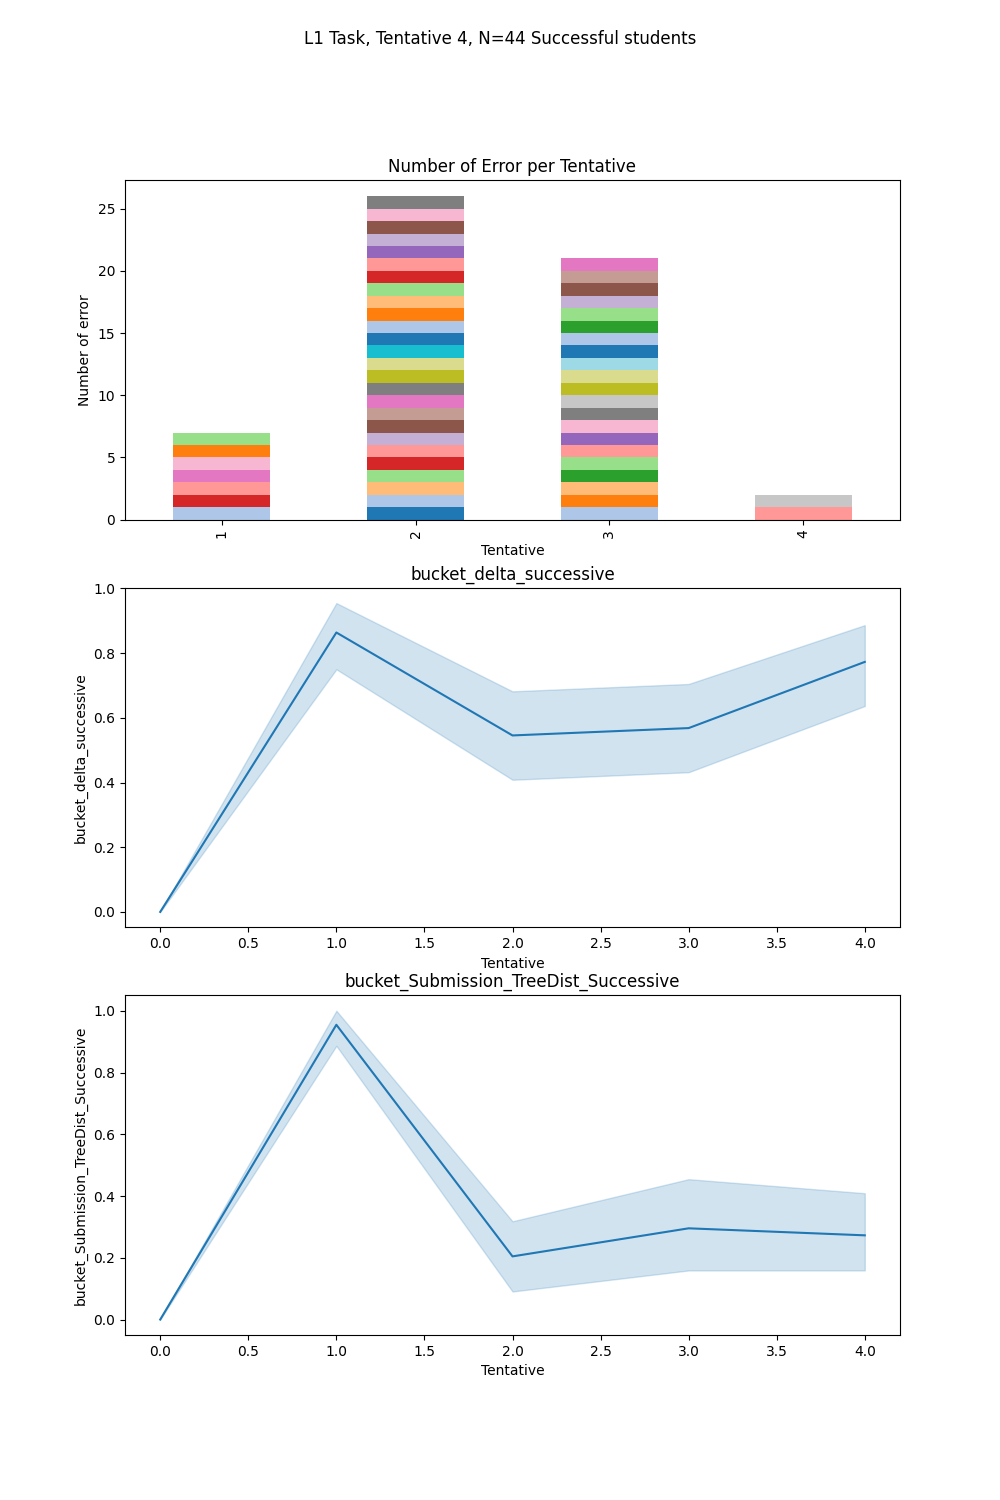 L1 Task, Tentative 4, N=44 Successful students
Number of Error per Tentative
25
20
15
10
5
0
Number of error
1 2 3 4
Tentative
bucket_delta_successive
1.0
0.8
0.6
0.4
0.2
0.0
bucket_delta_successive
0.0 0.5 1.0 1.5 2.0 2.5 3.0 3.5 4.0
Tentative
bucket_Submission_TreeDist_Successive
1.0
0.8
0.6
0.4
0.2
0.0
bucket_Submission_TreeDist_Successive
0.0 0.5 1.0 1.5 2.0 2.5 3.0 3.5 4.0
Tentative